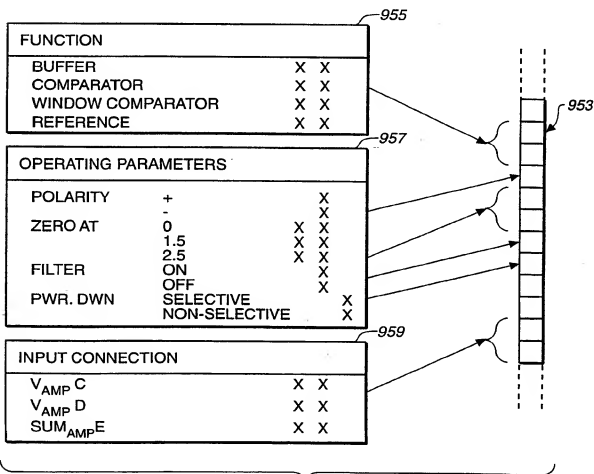 955
FUNCTION
BUFFER X X
COMPARATOR X X
WINDOW COMPARATOR X X
REFERENCE X X
953
957
OPERATING PARAMETERS
POLARITY + X
- X
ZERO AT 0 X X
1.5 X X
2.5 X X
FILTER ON X
OFF X
PWR. DWN SELECTIVE X
NON-SELECTIVE X
959
INPUT CONNECTION
VAMP C X X
VAMP D X X
SUMAMPE X X